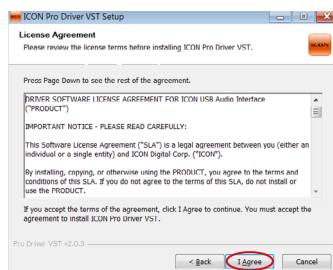 ICON Pro Driver VST Setup
License Agreement
Please review the license terms before installing ICON Pro Driver VST.
ICON
Press Page Down to see the rest of the agreement.
DRIVER SOFTWARE LICENSE AGREEMENT FOR ICON USB Audio Interface
("PRODUCT")
IMPORTANT NOTICE - PLEASE READ CAREFULLY:
This Software License Agreement ("SLA") is a legal agreement between you (either an
individual or a single entity) and ICON Digital Corp. ("ICON").
By installing, copying, or otherwise using the PRODUCT, you agree to the terms and
conditions of this SLA. If you do not agree to the terms of this SLA, do not install or
use the PRODUCT.
If you accept the terms of the agreement, click I Agree to continue. You must accept the
agreement to install ICON Pro Driver VST.
Pro Driver VST v2.0.3
< Back
I Agree
Cancel